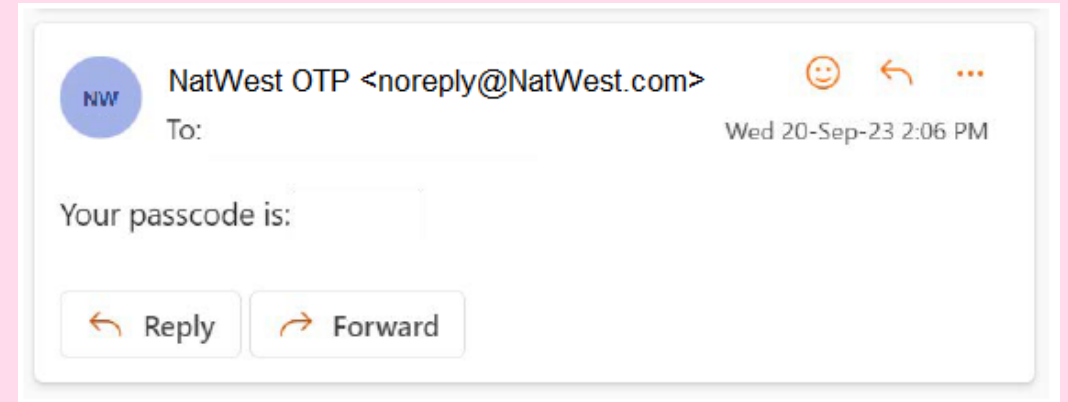 NW
NatWest OTP <noreply@NatWest.com>
To:
Wed 20-Sep-23 2:06 PM
Your passcode is:
Reply
Forward